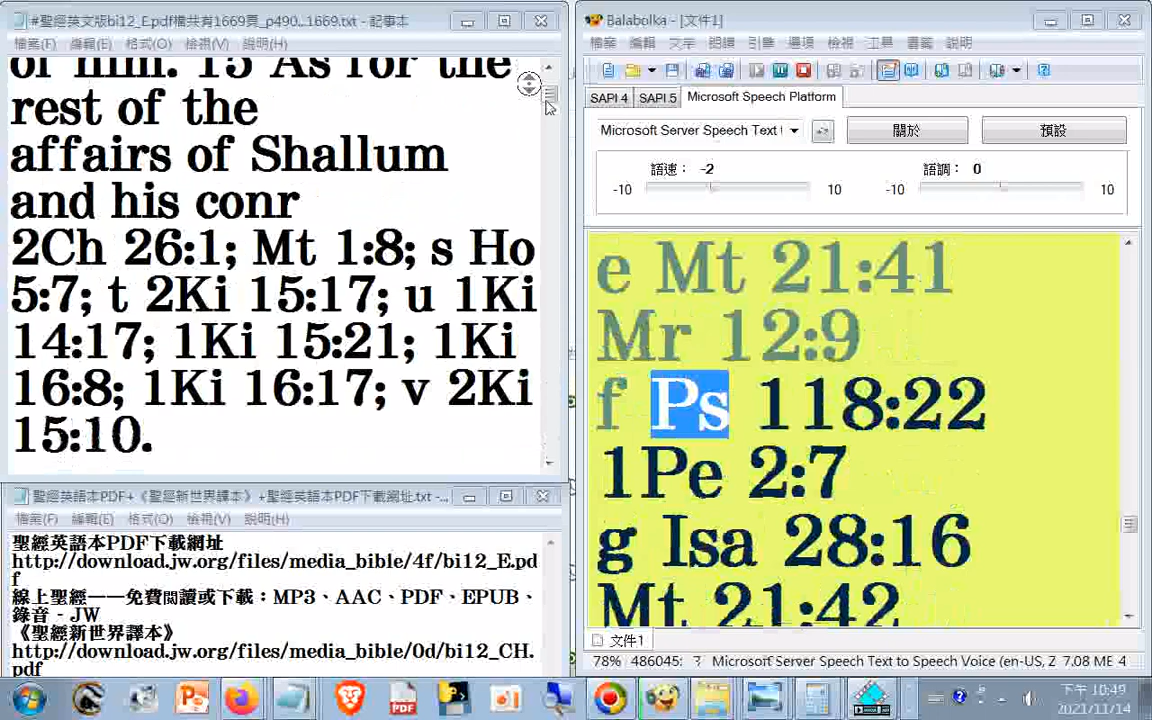 #聖經英文版bi12_E.pdf檔共有1669頁_p490...1669.txt - 記事本
檔案(F) 編輯(E) 格式(O) 檢視(V) 說明(H)
of him. 15 As for the
rest of the
affairs of Shallum
and his conr
2Ch 26:1; Mt 1:8; s Ho
5:7; t 2Ki 15:17; u 1Ki
14:17; 1Ki 15:21; 1Ki
16:8; 1Ki 16:17; v 2Ki
15:10.
聖經英語本PDF+《聖經新世界譯本》+聖經英語本PDF下載網址.txt -...
檔案(F) 編輯(E) 格式(O) 檢視(V) 說明(H)
聖經英語本PDF下載網址
http://download.jw.org/files/media_bible/4f/bi12_E.pd
f
線上聖經——免費閱讀或下載：MP3、AAC、PDF、EPUB、
錄音 - JW
《聖經新世界譯本》
http://download.jw.org/files/media_bible/0d/bi12_CH.
pdf
Balabolka - [文件1]
檔案 編輯 文字 朗讀 引擎 選項 檢視 工具 書籤 說明
SAPI 4 SAPI 5 Microsoft Speech Platform
Microsoft Server Speech Text 關於 預設
語速： -2 語調： 0
-10 10 -10 10
e Mt 21:41
Mr 12:9
f Ps 118:22
1Pe 2:7
g Isa 28:16
Mt 21:42
文件1
78% 486045: Microsoft Server Speech Text to Speech Voice (en-US, Z 7.08 ME 4
下午 10:49
2021/11/14